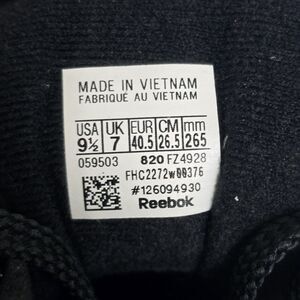 MADE IN VIETNAM
FABRIQUÉ AU VIETNAM
USA UK EUR CM mm
9½ 7 40.5 26.5 265
059503 820 FZ4928
FHC2272w00376
#126094930
Reebok